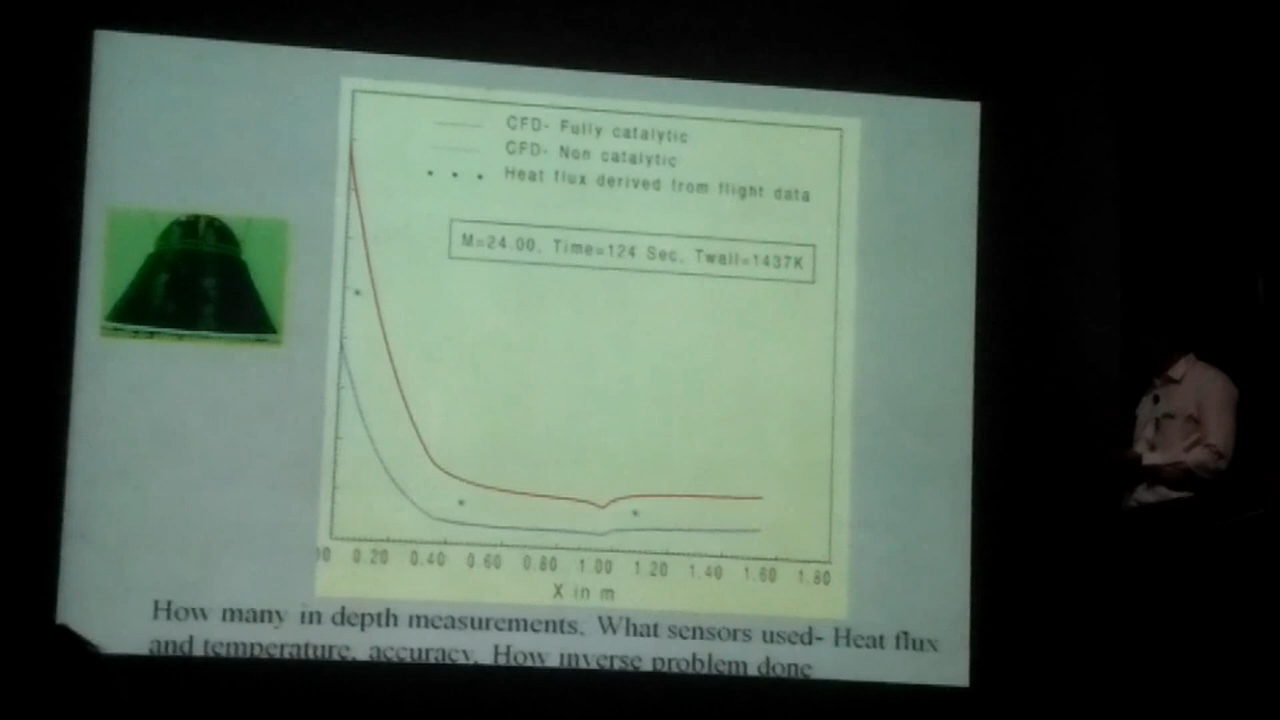 CFD- Fully catalytic
CFD- Non catalytic
Heat flux derived from flight data
M=24.00, Time=124 Sec, Twall=1437K
0.20 0.40 0.60 0.80 1.00 1.20 1.40 1.60 1.80
X in m
How many in depth measurements. What sensors used- Heat flux
and temperature, accuracy. How inverse problem done